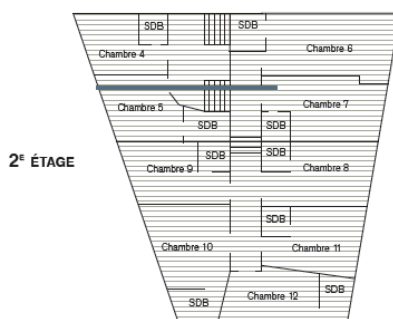 SDB
SDB
Chambre 4
Chambre 6
Chambre 5
Chambre 7
SDB
SDB
2E ÉTAGE
SDB
SDB
Chambre 9
Chambre 8
SDB
Chambre 10
Chambre 11
SDB
Chambre 12
SDB